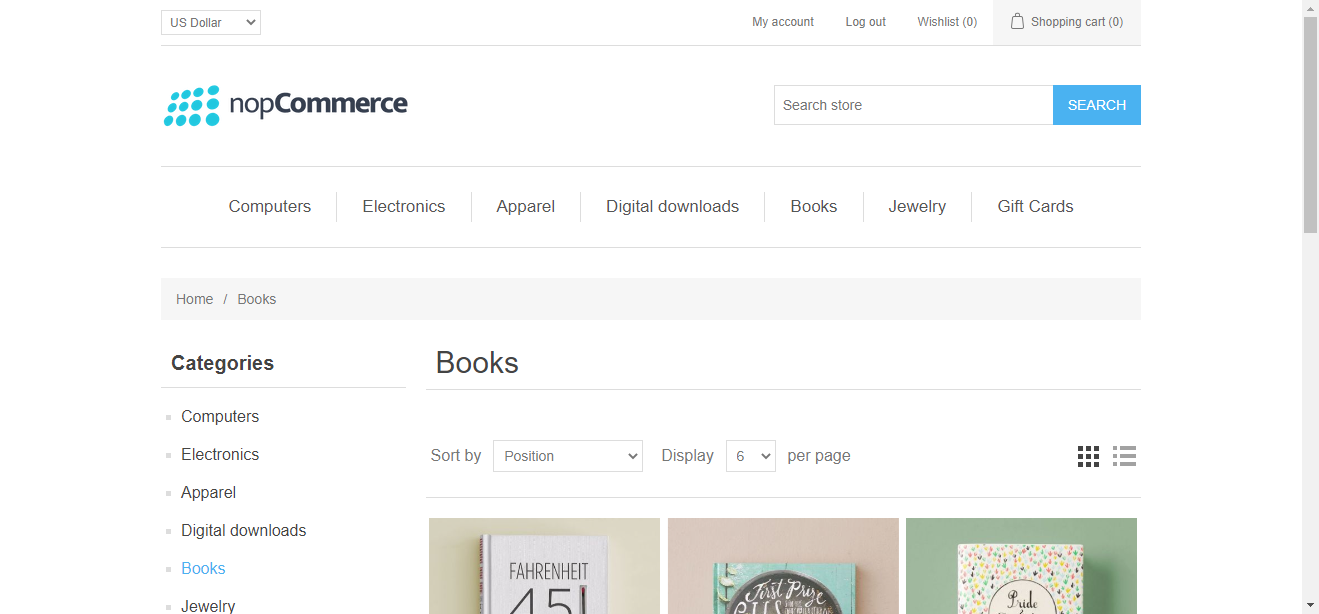 US Dollar
My account
Log out
Wishlist (0)
Shopping cart (0)
nopCommerce
Search store
SEARCH
Computers
Electronics
Apparel
Digital downloads
Books
Jewelry
Gift Cards
Home / Books
Categories
Computers
Electronics
Apparel
Digital downloads
Books
Jewelry
Books
Sort by Position Display 6 per page
FAHRENHEIT
451
First Prize
PIES
Pride